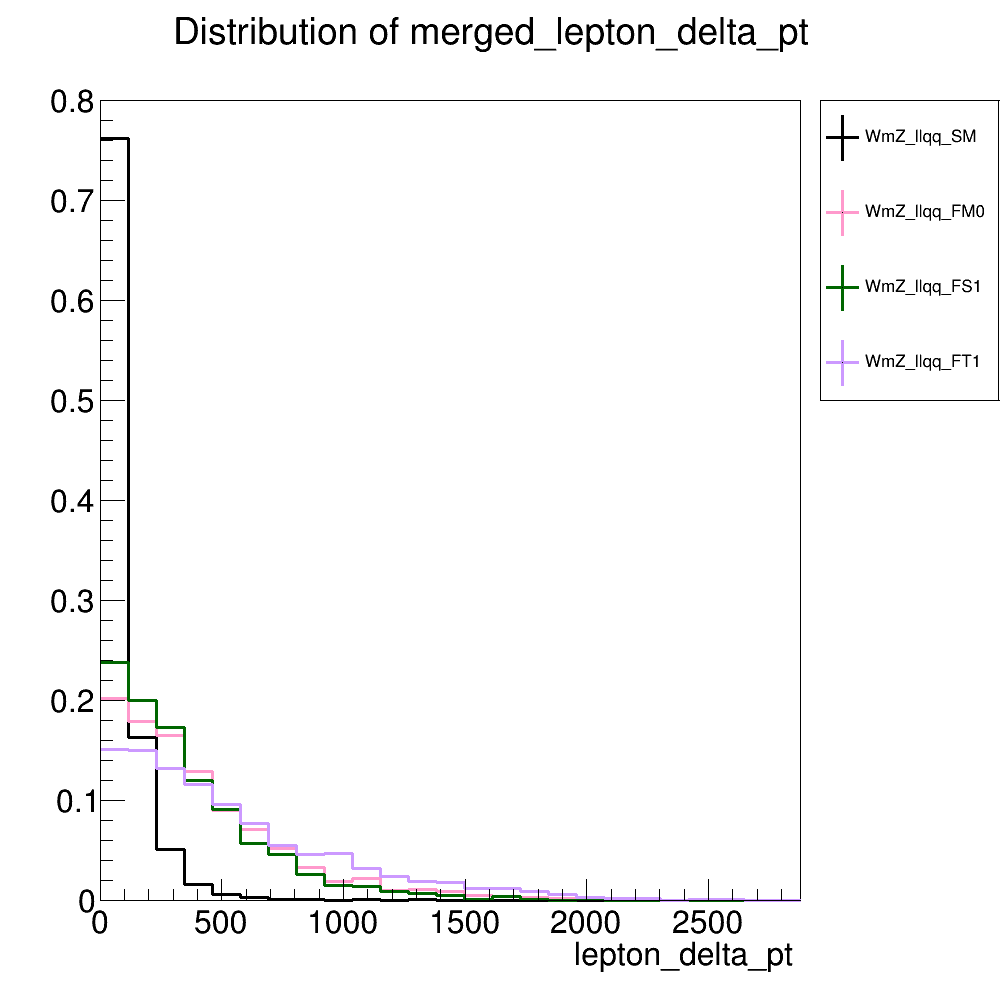 Distribution of merged_lepton_delta_pt
0.8
0.7
0.6
0.5
0.4
0.3
0.2
0.1
0
0 500 1000 1500 2000 2500
lepton_delta_pt
WmZ_llqq_SM
WmZ_llqq_FM0
WmZ_llqq_FS1
WmZ_llqq_FT1